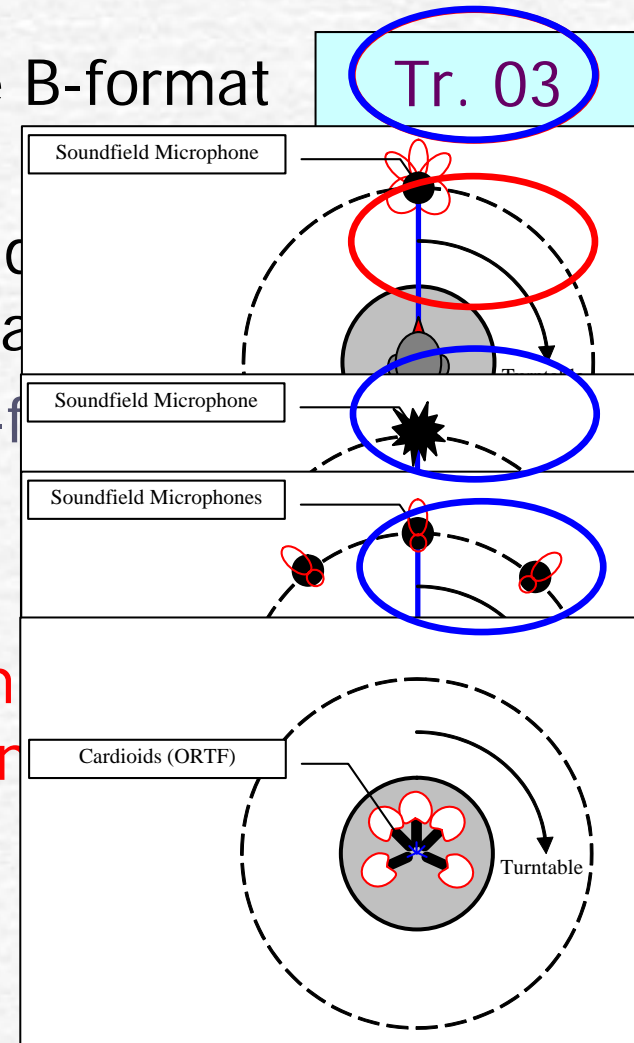 B-format
Tr. 03
Soundfield Microphone
Soundfield Microphone
Soundfield Microphones
Cardioids (ORTF)
Turntable